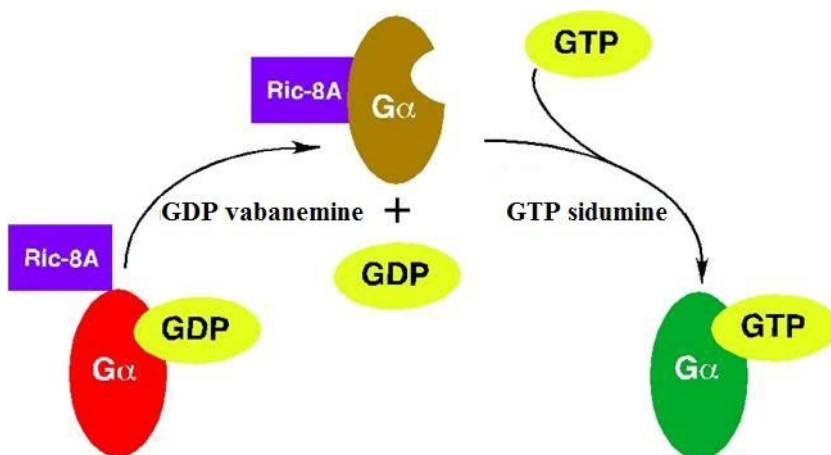 GTP
Ric-8A
Gα
GDP vabanemine
+
GTP sidumine
Ric-8A
GDP
GDP
GTP
Gα
Gα